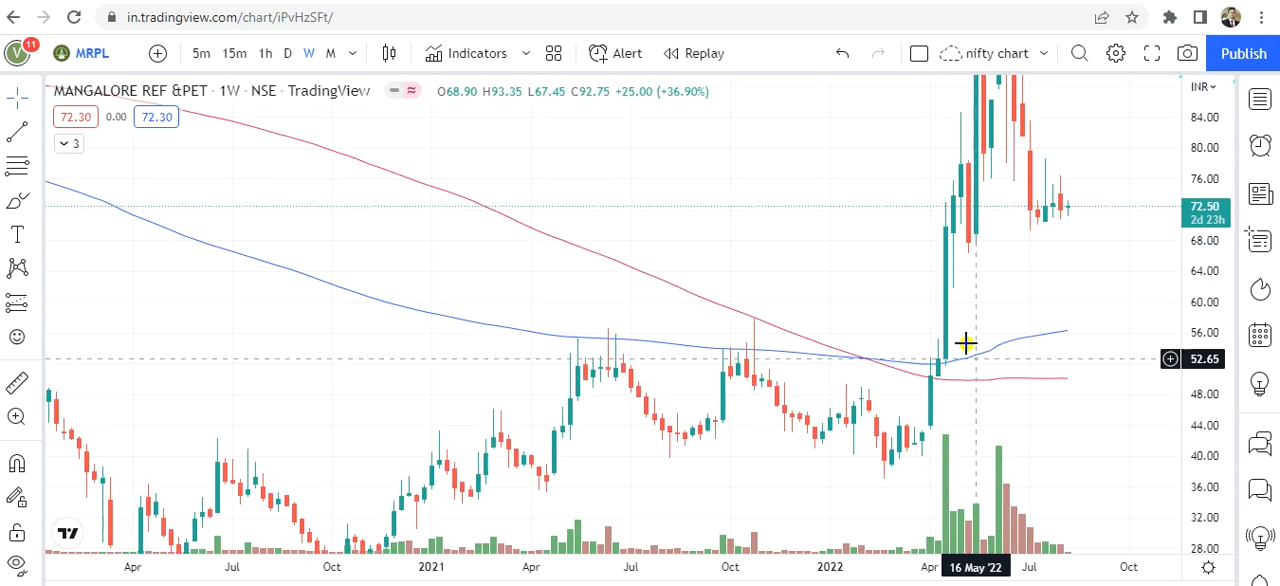 in.tradingview.com/chart/iPvHzSFt/
V 11 MRPL 5m 15m 1h D W M Indicators Alert Replay nifty chart Publish
MANGALORE REF &PET · 1W · NSE · TradingView O68.90 H93.35 L67.45 C92.75 +25.00 (+36.90%)
INR
72.30 0.00 72.30
3
84.00
80.00
76.00
72.50
2d 23h
68.00
64.00
60.00
56.00
52.65
48.00
44.00
40.00
36.00
32.00
28.00
Apr Jul Oct 2021 Apr Jul Oct 2022 Apr 16 May '22 Jul Oct